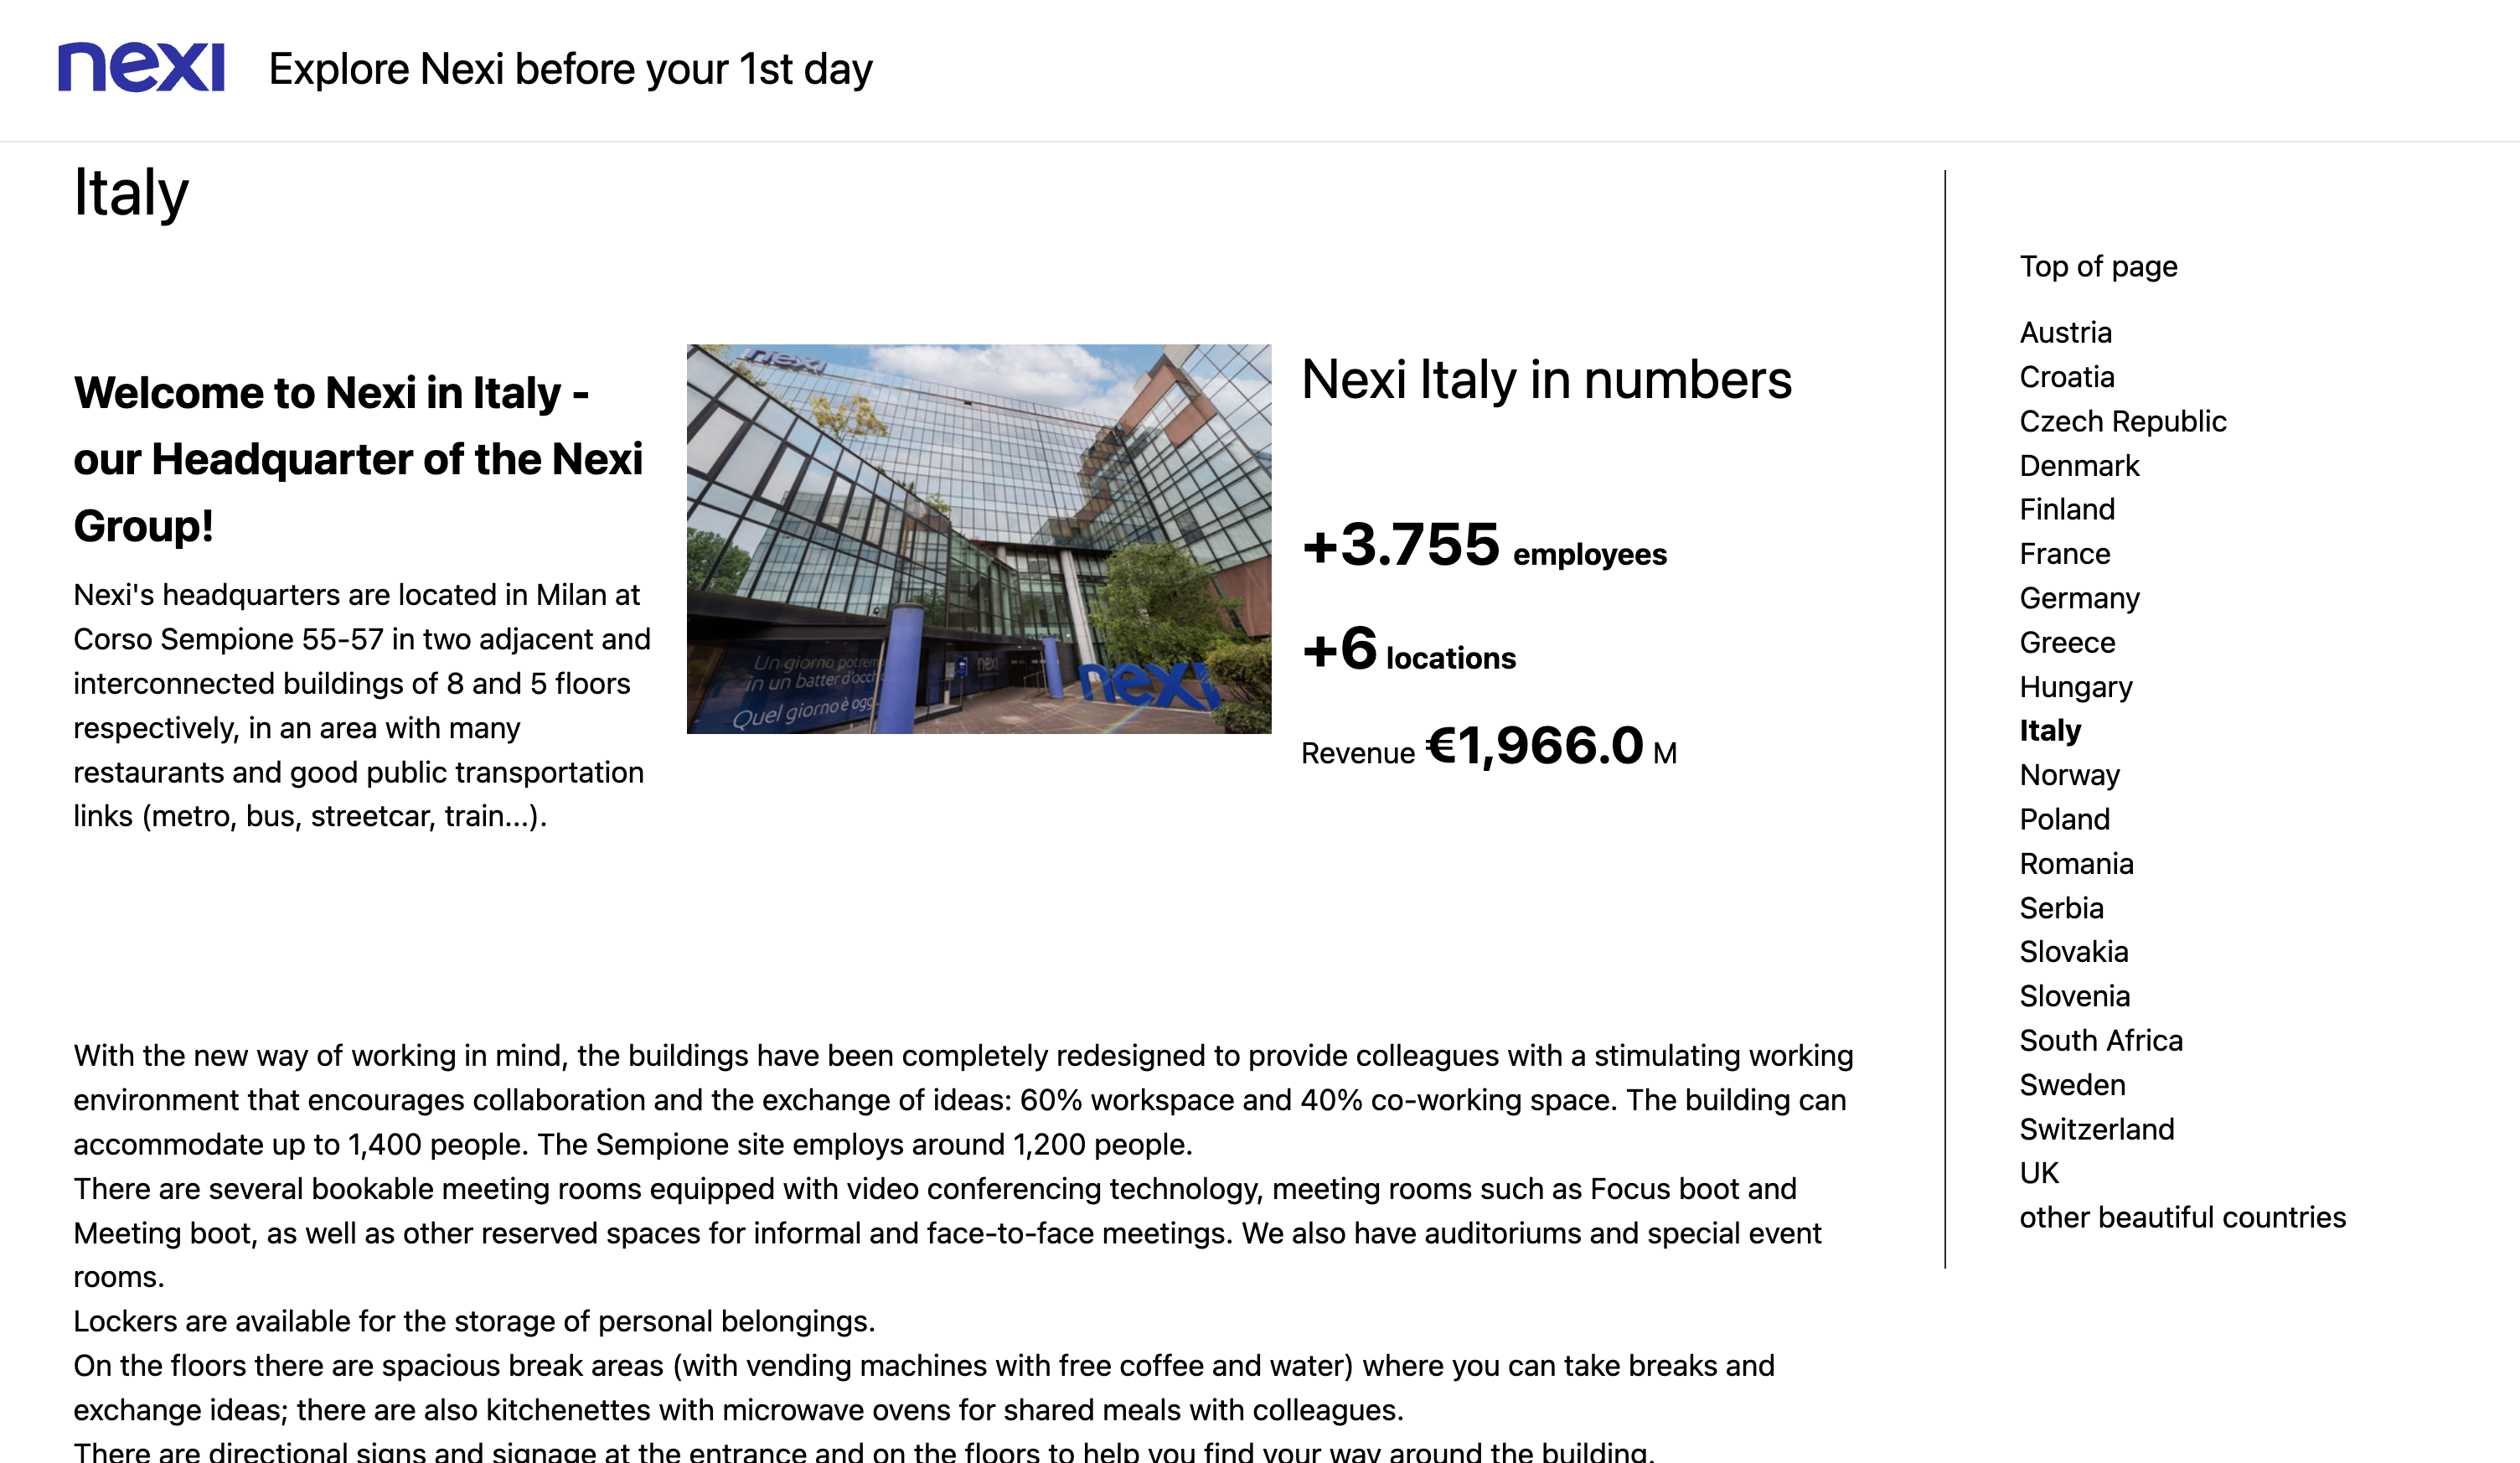 nexi
Explore Nexi before your 1st day
Italy
Welcome to Nexi in Italy -
our Headquarter of the Nexi
Group!
Nexi's headquarters are located in Milan at
Corso Sempione 55-57 in two adjacent and
interconnected buildings of 8 and 5 floors
respectively, in an area with many
restaurants and good public transportation
links (metro, bus, streetcar, train...).
nexi
Un giorno potrem
in un batter d'occh
Quel giorno è ogg
nexi
nexi
Nexi Italy in numbers
+3.755 employees
+6 locations
Revenue €1,966.0 M
With the new way of working in mind, the buildings have been completely redesigned to provide colleagues with a stimulating working
environment that encourages collaboration and the exchange of ideas: 60% workspace and 40% co-working space. The building can
accommodate up to 1,400 people. The Sempione site employs around 1,200 people.
There are several bookable meeting rooms equipped with video conferencing technology, meeting rooms such as Focus boot and
Meeting boot, as well as other reserved spaces for informal and face-to-face meetings. We also have auditoriums and special event
rooms.
Lockers are available for the storage of personal belongings.
On the floors there are spacious break areas (with vending machines with free coffee and water) where you can take breaks and
exchange ideas; there are also kitchenettes with microwave ovens for shared meals with colleagues.
There are directional signs and signage at the entrance and on the floors to help you find your way around the building.
Top of page
Austria
Croatia
Czech Republic
Denmark
Finland
France
Germany
Greece
Hungary
Italy
Norway
Poland
Romania
Serbia
Slovakia
Slovenia
South Africa
Sweden
Switzerland
UK
other beautiful countries